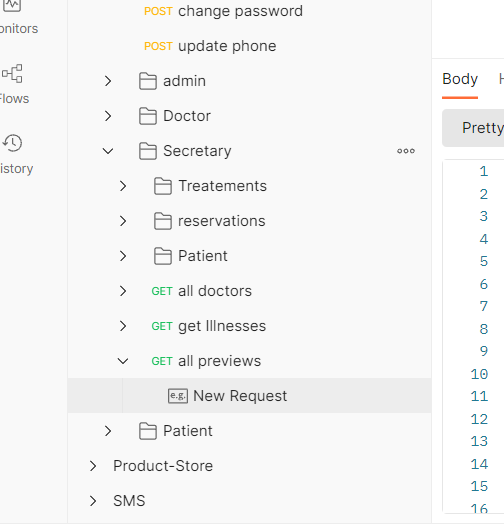 POST change password
onitors
POST update phone
admin
Flows
Body H
Doctor
Pretty
Secretary
istory
Treatements
reservations
Patient
GET all doctors
GET get Illnesses
GET all previews
e.g. New Request
Patient
Product-Store
SMS
1
2
3
4
5
6
7
8
9
10
11
12
13
14
15
16